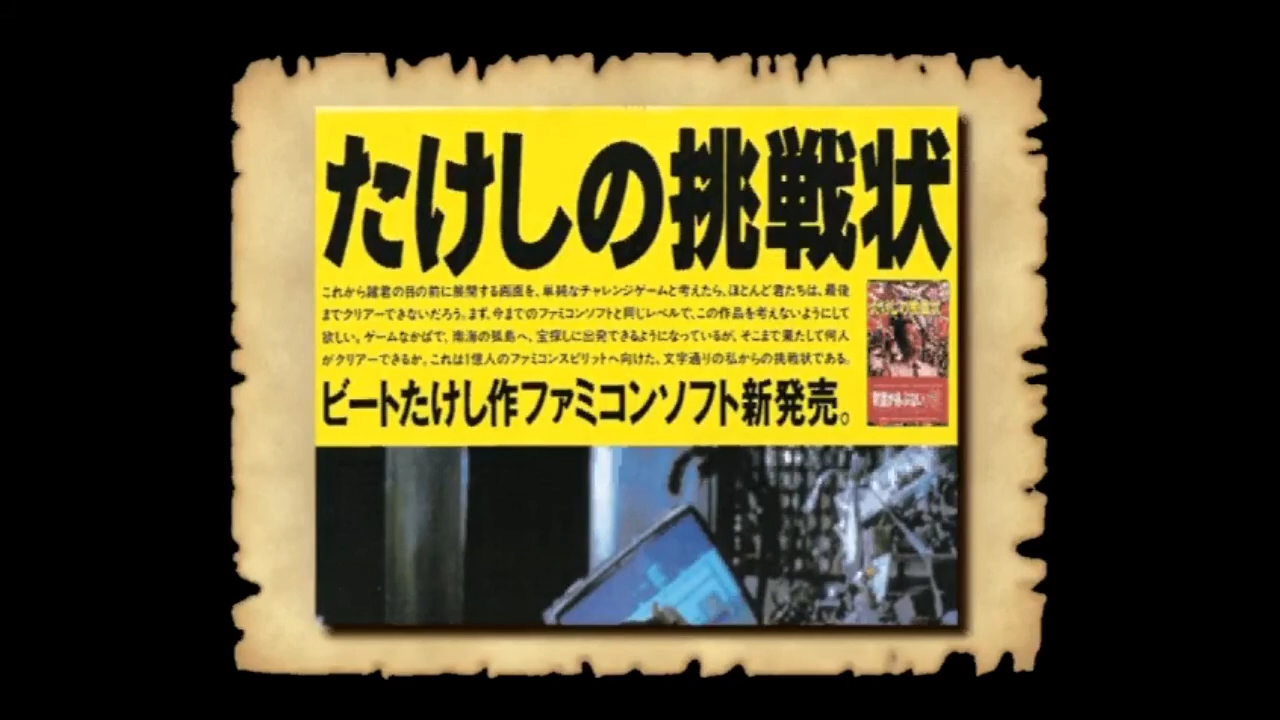 たけしの挑戦状
これから諸君の目の前に展開する画面を、単純なチャレンジゲームと考えたら、ほとんど君たちは、最後
までクリアーできないだろう。まず、今までのファミコンソフトと同じレベルで、この作品を考えないようにして
欲しい。ゲームなかばで、南海の孤島へ、宝探しに出発できるようになっているが、そこまで果たして何人
がクリアーできるか。これは1億人のファミコンスピリットへ向けた、文字通りの私からの挑戦状である。
ビートたけし作ファミコンソフト新発売。
たけしの挑戦状